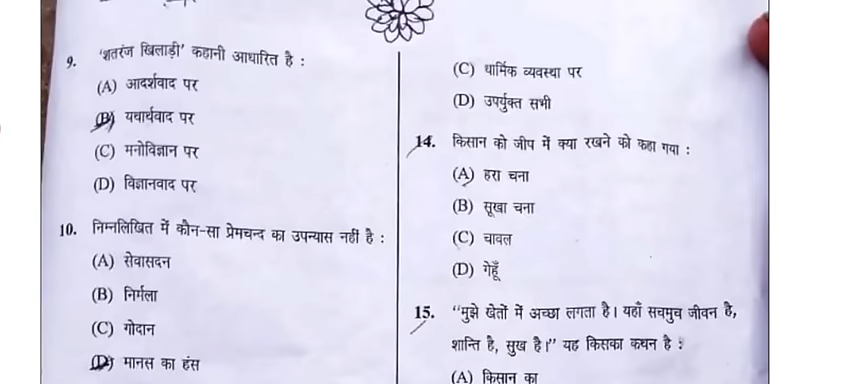 9. 'शतरंज खिलाड़ी' कहानी आधारित है :
(A) आदर्शवाद पर
(B) यथार्थवाद पर
(C) मनोविज्ञान पर
(D) विज्ञानवाद पर
10. निम्नलिखित में कौन-सा प्रेमचन्द का उपन्यास नहीं है :
(A) सेवासदन
(B) निर्मला
(C) गोदान
(D) मानस का हंस
(C) धार्मिक व्यवस्था पर
(D) उपर्युक्त सभी
14. किसान को जीप में क्या रखने को कहा गया :
(A) हरा चना
(B) सूखा चना
(C) चावल
(D) गेहूँ
15. "मुझे खेतों में अच्छा लगता है। यहाँ सचमुच जीवन है,
शान्ति है, सुख है।" यह किसका कथन है :
(A) किसान का